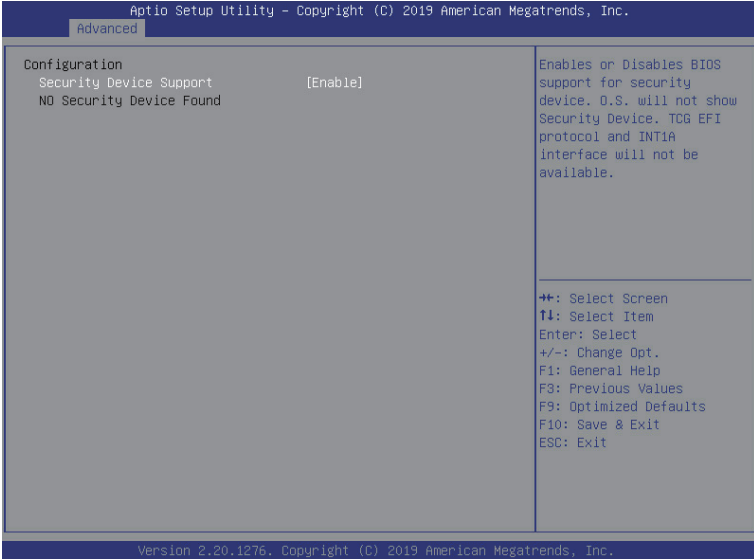 Aptio Setup Utility – Copyright (C) 2019 American Megatrends, Inc.
Advanced
Configuration
Security Device Support [Enable]
NO Security Device Found
Enables or Disables BIOS
support for security
device. O.S. will not show
Security Device. TCG EFI
protocol and INT1A
interface will not be
available.
→←: Select Screen
↑↓: Select Item
Enter: Select
+/-: Change Opt.
F1: General Help
F3: Previous Values
F9: Optimized Defaults
F10: Save & Exit
ESC: Exit
Version 2.20.1276. Copyright (C) 2019 American Megatrends, Inc.